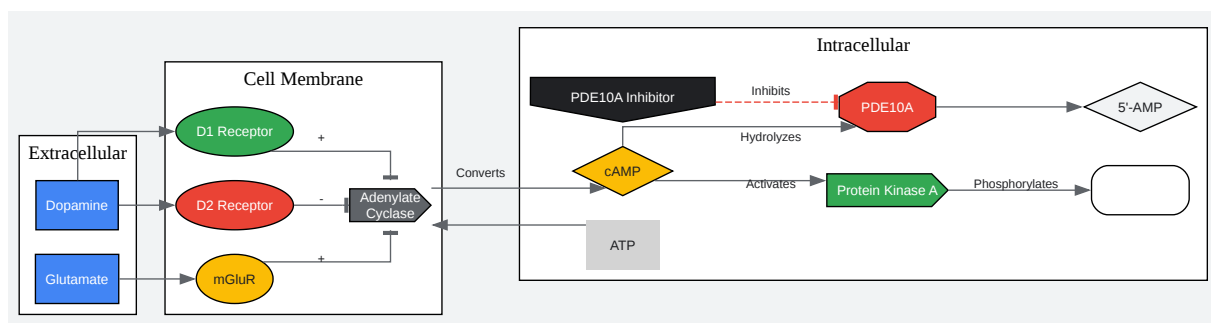 Intracellular
Cell Membrane
PDE10A Inhibitor
Inhibits
PDE10A
5'-AMP
D1 Receptor
+
Hydrolyzes
Extracellular
Converts
cAMP
Activates
Protein Kinase A
Phosphorylates
Dopamine
D2 Receptor
-
Adenylate
Cyclase
ATP
Glutamate
mGluR
+